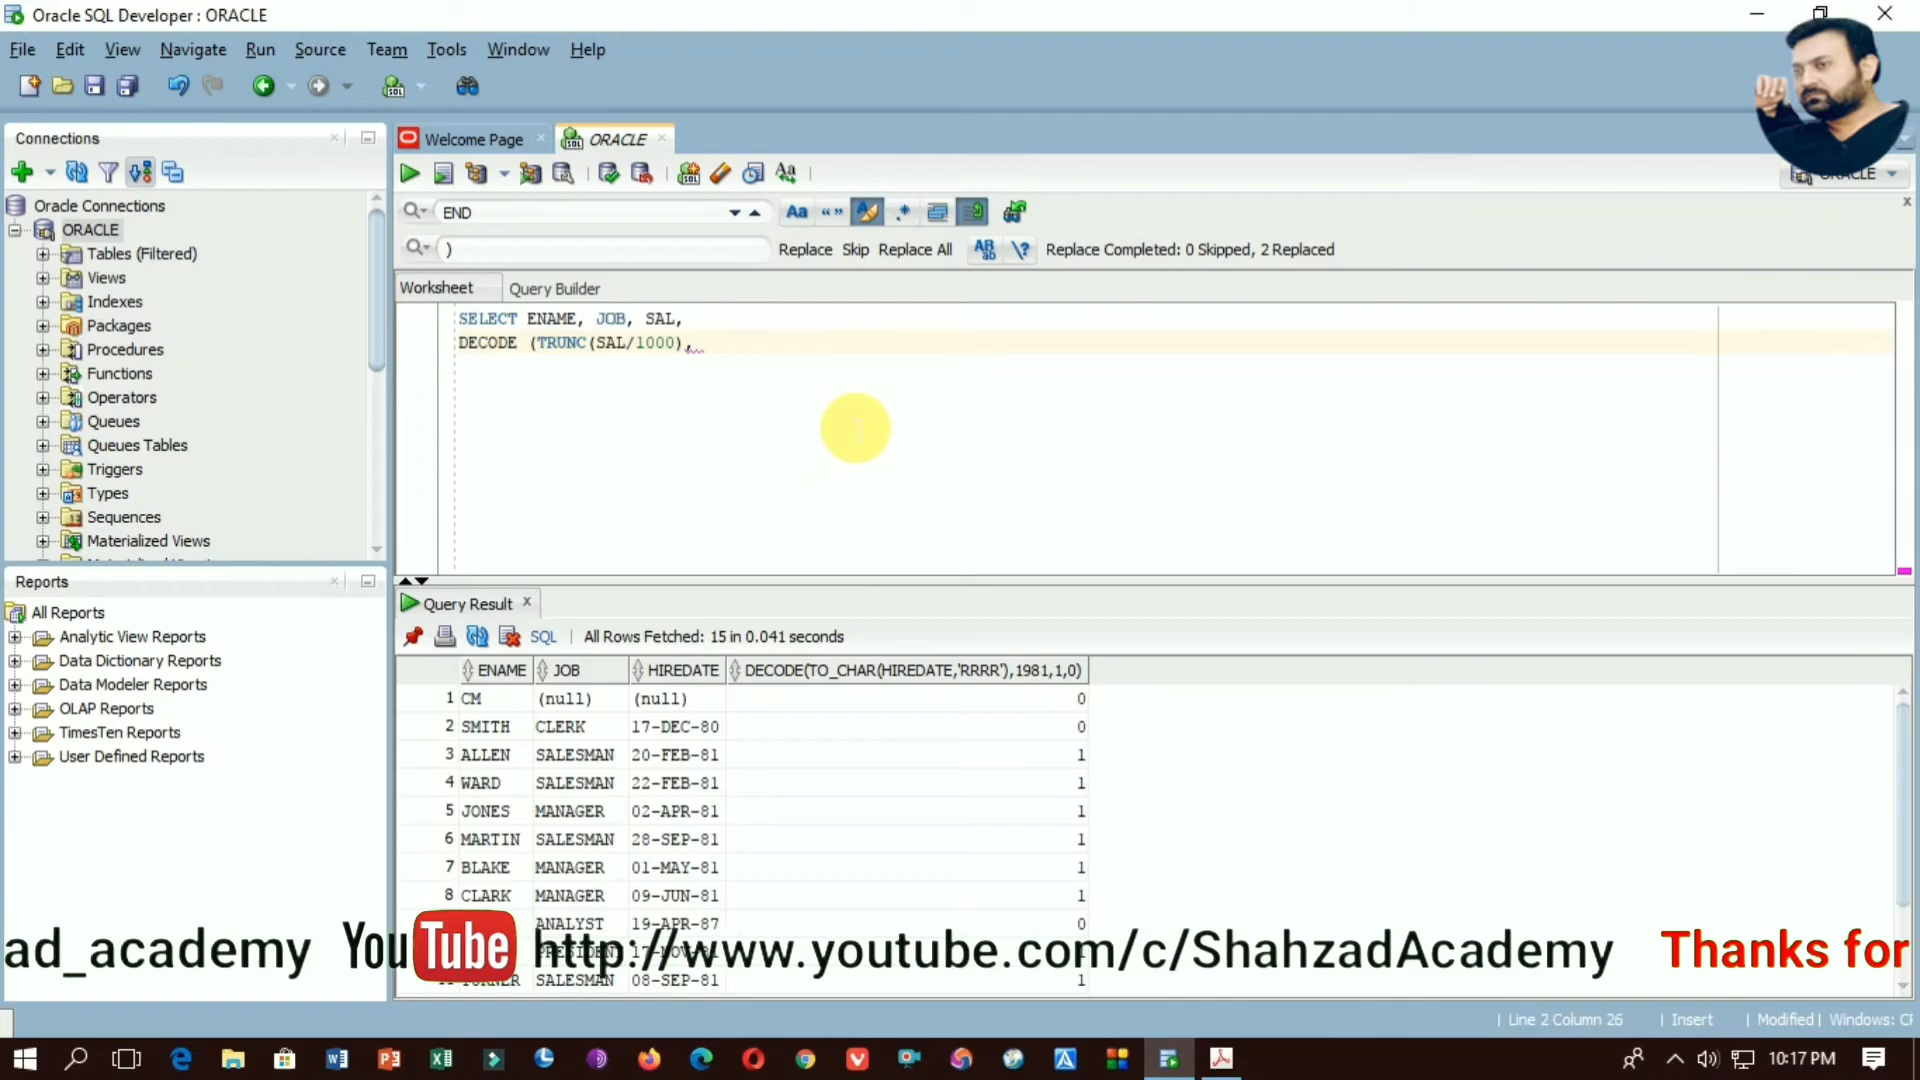 Oracle SQL Developer : ORACLE
File Edit View Navigate Run Source Team Tools Window Help
Connections
Oracle Connections
ORACLE
Tables (Filtered)
Views
Indexes
Packages
Procedures
Functions
Operators
Queues
Queues Tables
Triggers
Types
Sequences
Materialized Views
Reports
All Reports
Analytic View Reports
Data Dictionary Reports
Data Modeler Reports
OLAP Reports
TimesTen Reports
User Defined Reports
Welcome Page ORACLE
ORACLE
END
)
Replace Skip Replace All Replace Completed: 0 Skipped, 2 Replaced
Worksheet Query Builder
SELECT ENAME, JOB, SAL,
DECODE (TRUNC(SAL/1000),
Query Result
SQL All Rows Fetched: 15 in 0.041 seconds
ENAME JOB HIREDATE DECODE(TO_CHAR(HIREDATE,'RRRR'),1981,1,0)
1 CM (null) (null) 0
2 SMITH CLERK 17-DEC-80 0
3 ALLEN SALESMAN 20-FEB-81 1
4 WARD SALESMAN 22-FEB-81 1
5 JONES MANAGER 02-APR-81 1
6 MARTIN SALESMAN 28-SEP-81 1
7 BLAKE MANAGER 01-MAY-81 1
8 CLARK MANAGER 09-JUN-81 1
ANALYST 19-APR-87 0
PRESIDENT 17-NOV-81 1
TURNER SALESMAN 08-SEP-81 1
ad_academy YouTube http://www.youtube.com/c/ShahzadAcademy Thanks for
Line 2 Column 26 Insert Modified Windows: CF
10:17 PM